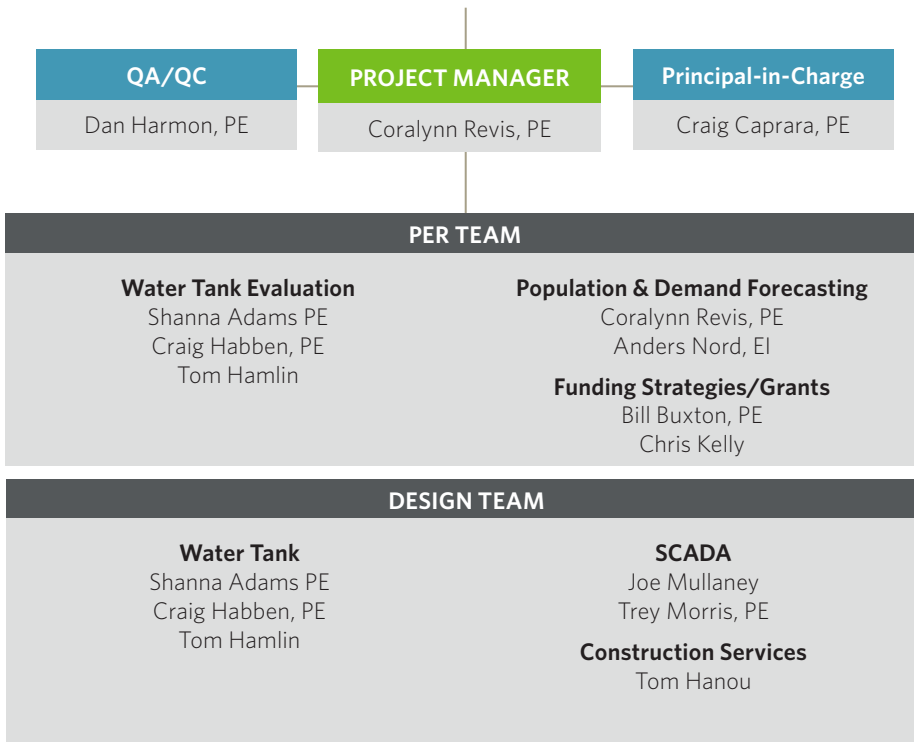 QA/QC
Dan Harmon, PE
PROJECT MANAGER
Coralynn Revis, PE
Principal-in-Charge
Craig Caprara, PE
PER TEAM
Water Tank Evaluation
Shanna Adams PE
Craig Habben, PE
Tom Hamlin
Population & Demand Forecasting
Coralynn Revis, PE
Anders Nord, EI
Funding Strategies/Grants
Bill Buxton, PE
Chris Kelly
DESIGN TEAM
Water Tank
Shanna Adams PE
Craig Habben, PE
Tom Hamlin
SCADA
Joe Mullaney
Trey Morris, PE
Construction Services
Tom Hanou